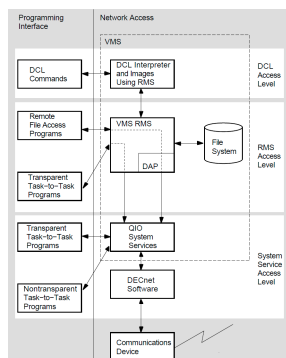 Programming
Interface
Network Access
VMS
DCL
Commands
DCL Interpreter
and Images
Using RMS
DCL
Access
Level
Remote
File Access
Programs
VMS RMS
DAP
File
System
RMS
Access
Level
Transparent
Task-to-Task
Programs
Transparent
Task-to-Task
Programs
QIO
System
Services
System
Service
Access
Level
Nontransparent
Task-to-Task
Programs
DECnet
Software
Communications
Device